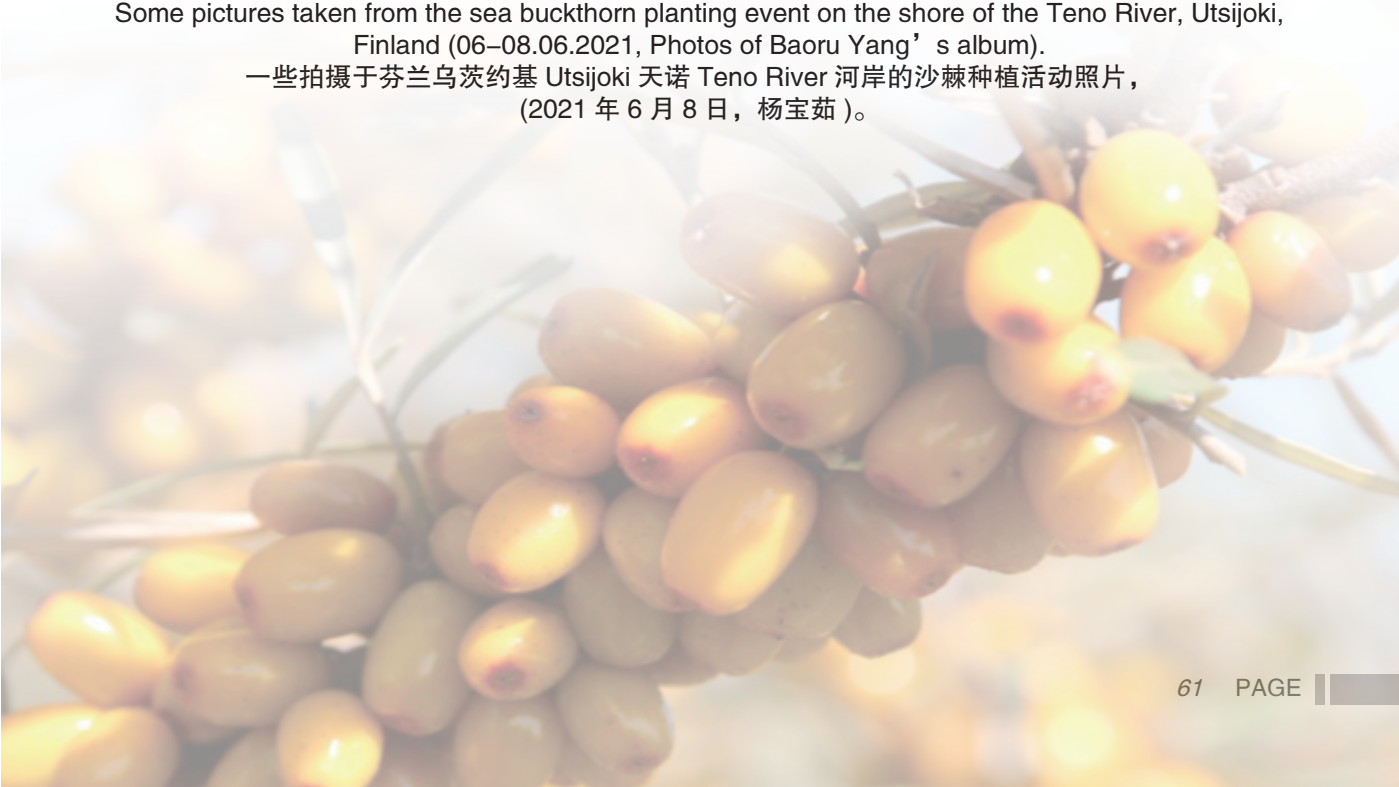 Some pictures taken from the sea buckthorn planting event on the shore of the Teno River, Utsijoki,
Finland (06–08.06.2021, Photos of Baoru Yang’s album).
一些拍摄于芬兰乌茨约基 Utsijoki 天诺 Teno River 河岸的沙棘种植活动照片，
(2021 年 6 月 8 日，杨宝茹 )。
61 PAGE